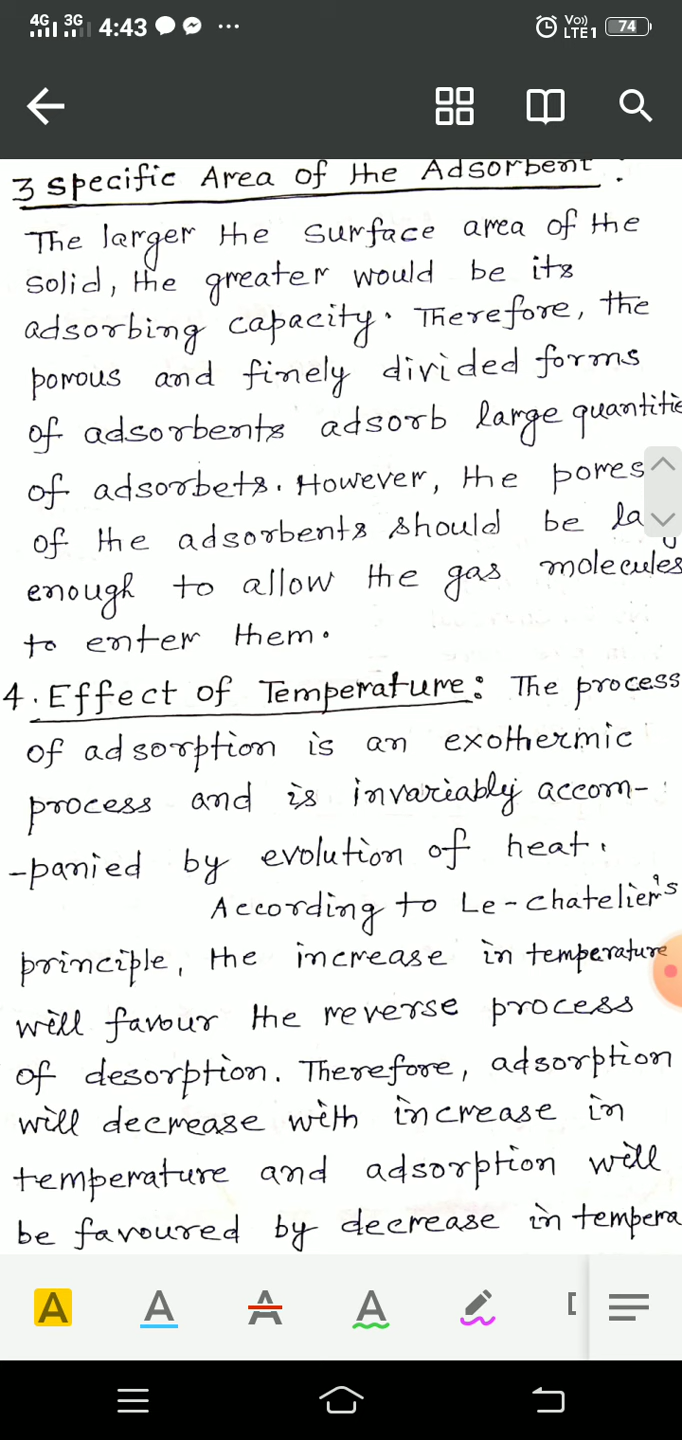 4G 3G 4:43 ... Vo)) LTE1 74
3 Specific Area of the Adsorbent :
The larger the surface area of the
solid, the greater would be its
adsorbing capacity. Therefore, the
porous and finely divided forms
of adsorbents adsorb large quantitie
of adsorbets. However, the pores
of the adsorbents should be la
enough to allow the gas molecules
to enter them.
4. Effect of Temperature: The process
of adsorption is an exothermic
process and is invariably accom-
-panied by evolution of heat.
According to Le-chatelier's
principle, the increase in temperature
will favour the reverse process
of desorption. Therefore, adsorption
will decrease with increase in
temperature and adsorption will
be favoured by decrease in tempera
A A A A